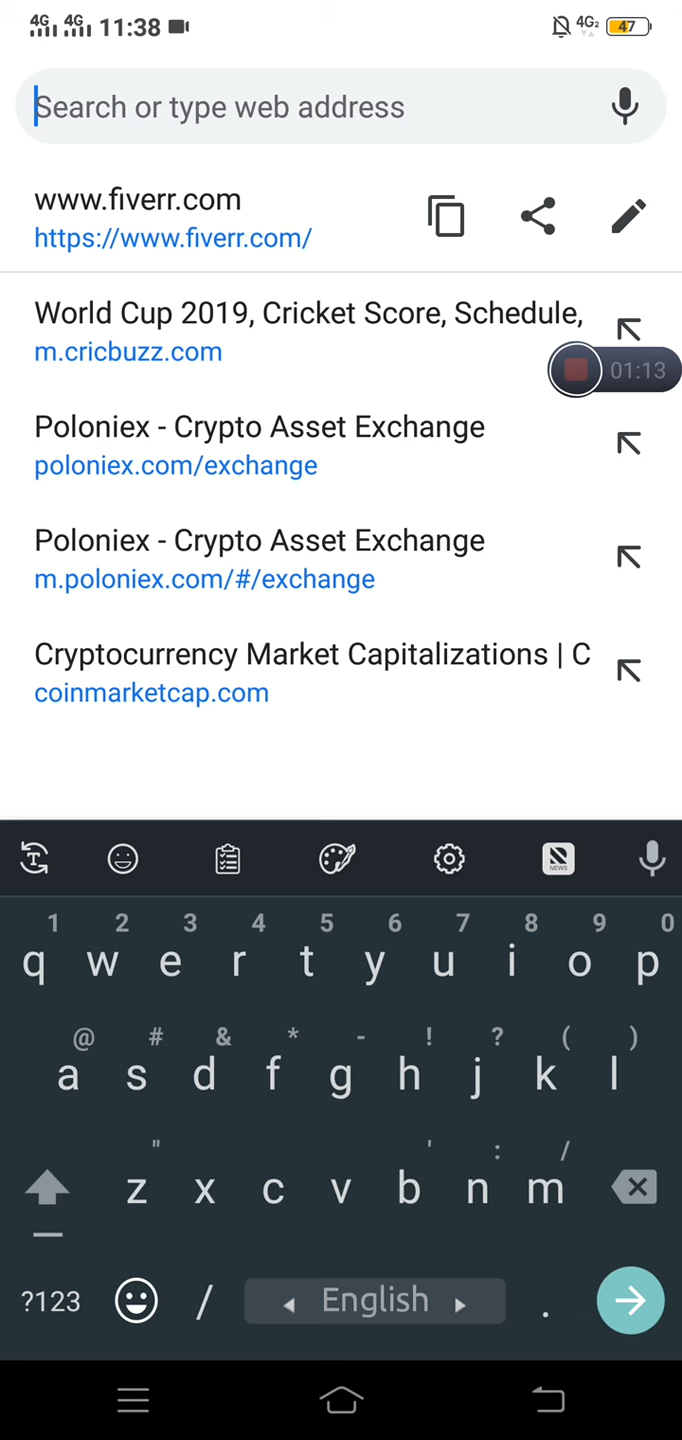 4G 4G 11:38 4G2 47
Search or type web address
www.fiverr.com
https://www.fiverr.com/
World Cup 2019, Cricket Score, Schedule,
m.cricbuzz.com
01:13
Poloniex - Crypto Asset Exchange
poloniex.com/exchange
Poloniex - Crypto Asset Exchange
m.poloniex.com/#/exchange
Cryptocurrency Market Capitalizations | C
coinmarketcap.com
T NEWS
1 2 3 4 5 6 7 8 9 0
q w e r t y u i o p
@ # & * - ! ? ( )
a s d f g h j k l
" ' : /
z x c v b n m
?123 / English .